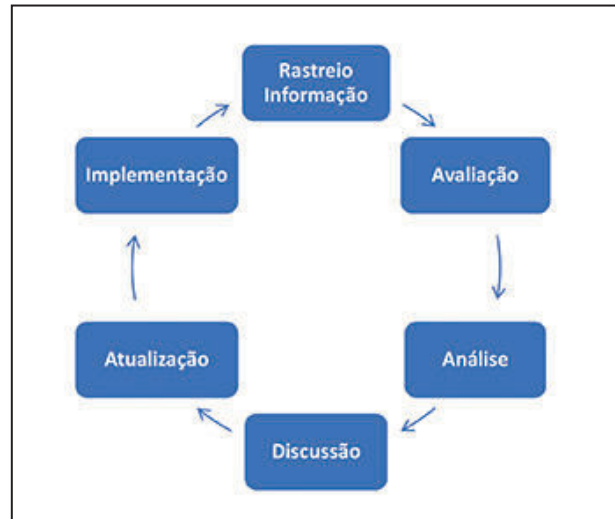 Rastreio
Informação
Avaliação
Análise
Discussão
Atualização
Implementação